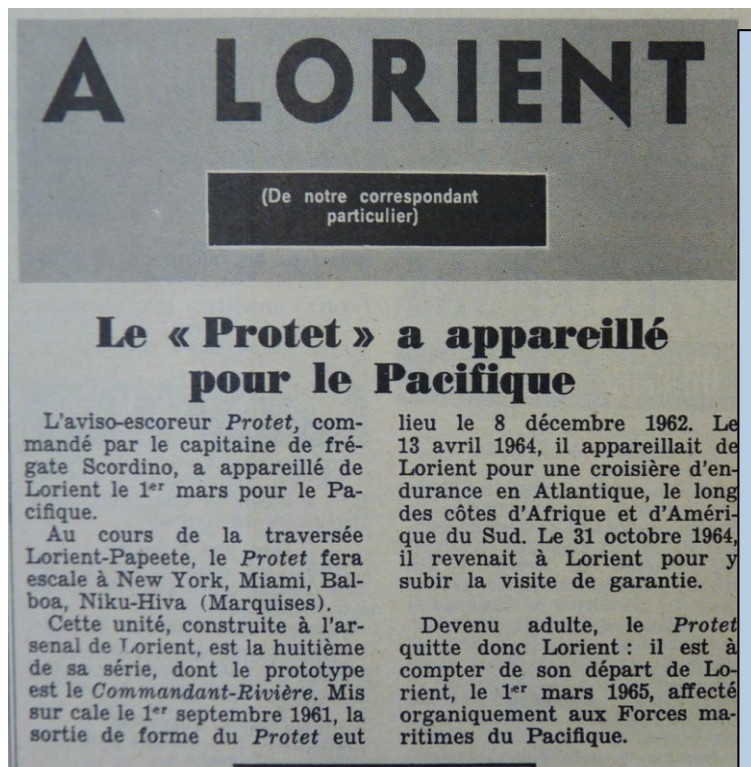 A LORIENT
(De notre correspondant
particulier)
Le « Protet » a appareillé
pour le Pacifique
L'aviso-escoreur Protet, com-
mandé par le capitaine de fré-
gate Scordino, a appareillé de
Lorient le 1er mars pour le Pa-
cifique.
Au cours de la traversée
Lorient-Papeete, le Protet fera
escale à New York, Miami, Bal-
boa, Niku-Hiva (Marquises).
Cette unité, construite à l'ar-
senal de Lorient, est la huitième
de sa série, dont le prototype
est le Commandant-Rivière. Mis
sur cale le 1er septembre 1961, la
sortie de forme du Protet eut
lieu le 8 décembre 1962. Le
13 avril 1964, il appareillait de
Lorient pour une croisière d'en-
durance en Atlantique, le long
des côtes d'Afrique et d'Améri-
que du Sud. Le 31 octobre 1964,
il revenait à Lorient pour y
subir la visite de garantie.
Devenu adulte, le Protet
quitte donc Lorient : il est à
compter de son départ de Lo-
rient, le 1er mars 1965, affecté
organiquement aux Forces ma-
ritimes du Pacifique.